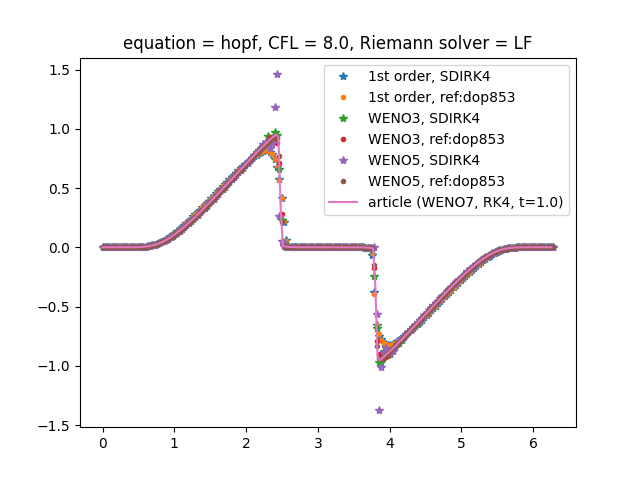 equation = hopf, CFL = 8.0, Riemann solver = LF
1st order, SDIRK4
1st order, ref:dop853
WENO3, SDIRK4
WENO3, ref:dop853
WENO5, SDIRK4
WENO5, ref:dop853
article (WENO7, RK4, t=1.0)
1.5
1.0
0.5
0.0
−0.5
−1.0
−1.5
0 1 2 3 4 5 6